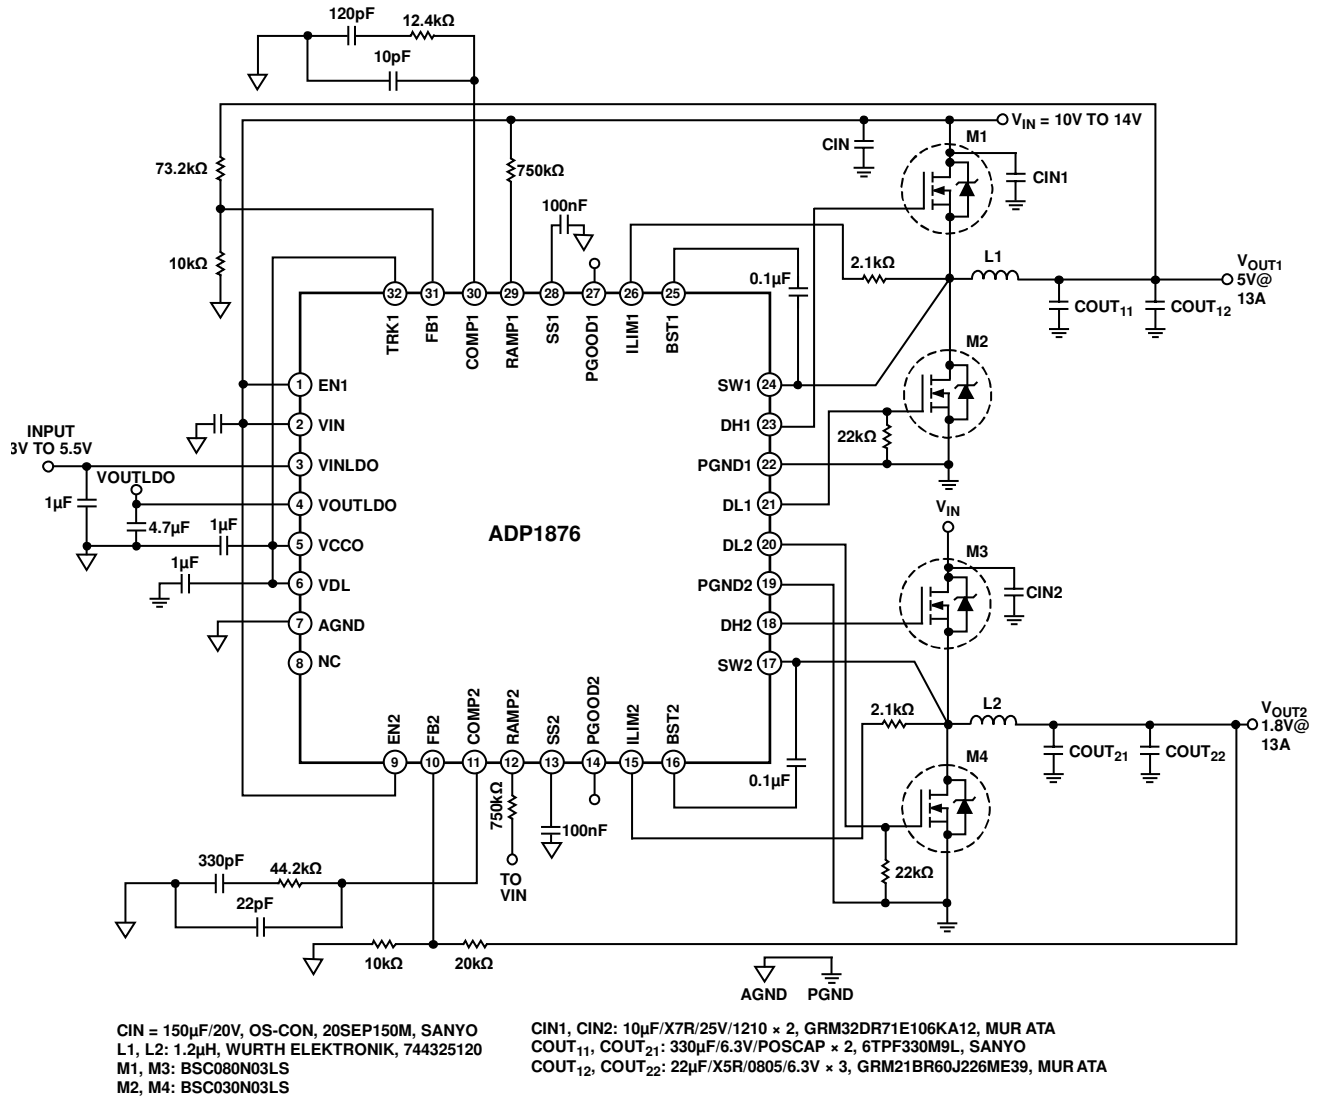 120pF
12.4kΩ
10pF
VIN = 10V TO 14V
M1
CIN
CIN1
73.2kΩ
750kΩ
100nF
10kΩ
2.1kΩ
L1
0.1µF
VOUT1
5V@
13A
COUT11
COUT12
32 31 30 29 28 27 26 25
TRK1
FB1
COMP1
RAMP1
SS1
PGOOD1
ILIM1
BST1
M2
1 EN1
SW1 24
2 VIN
DH1 23
22kΩ
INPUT
3V TO 5.5V
3 VINLDO
PGND1 22
VOUTLDO
1µF
4 VOUTLDO
DL1 21
4.7µF
1µF
5 VCCO
ADP1876
DL2 20
VIN
M3
1µF
6 VDL
PGND2 19
CIN2
7 AGND
DH2 18
8 NC
SW2 17
EN2
FB2
COMP2
RAMP2
SS2
PGOOD2
ILIM2
BST2
9 10 11 12 13 14 15 16
2.1kΩ
L2
VOUT2
1.8V@
13A
COUT21
COUT22
M4
0.1µF
750kΩ
100nF
TO
VIN
22kΩ
330pF
44.2kΩ
22pF
10kΩ
20kΩ
AGND
PGND
CIN = 150µF/20V, OS-CON, 20SEP150M, SANYO
L1, L2: 1.2µH, WURTH ELEKTRONIK, 744325120
M1, M3: BSC080N03LS
M2, M4: BSC030N03LS
CIN1, CIN2: 10µF/X7R/25V/1210 × 2, GRM32DR71E106KA12, MUR ATA
COUT11, COUT21: 330µF/6.3V/POSCAP × 2, 6TPF330M9L, SANYO
COUT12, COUT22: 22µF/X5R/0805/6.3V × 3, GRM21BR60J226ME39, MUR ATA